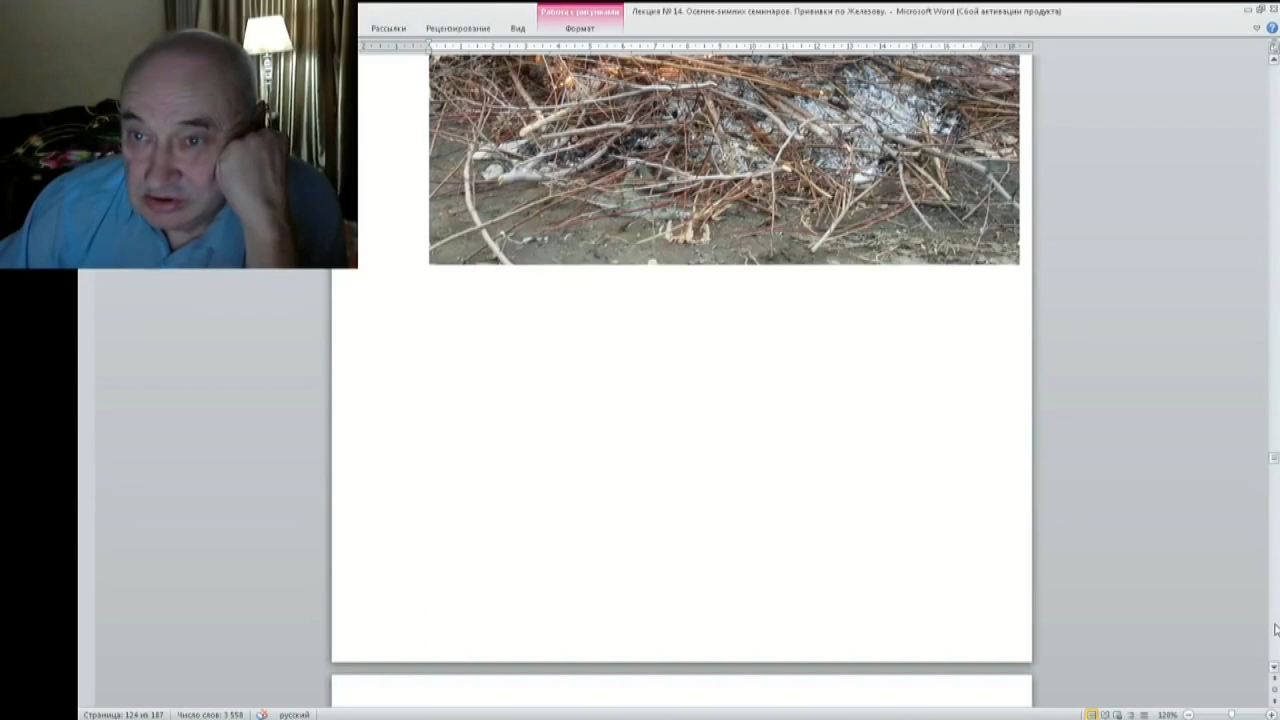 Работа с рисунками
Лекция № 14. Осенне-зимних семинаров. Прививки по Железову. - Microsoft Word (Сбой активации продукта)
Рассылки Рецензирование Вид Формат
Страница: 124 из 187 Число слов: 3 558 русский 120%